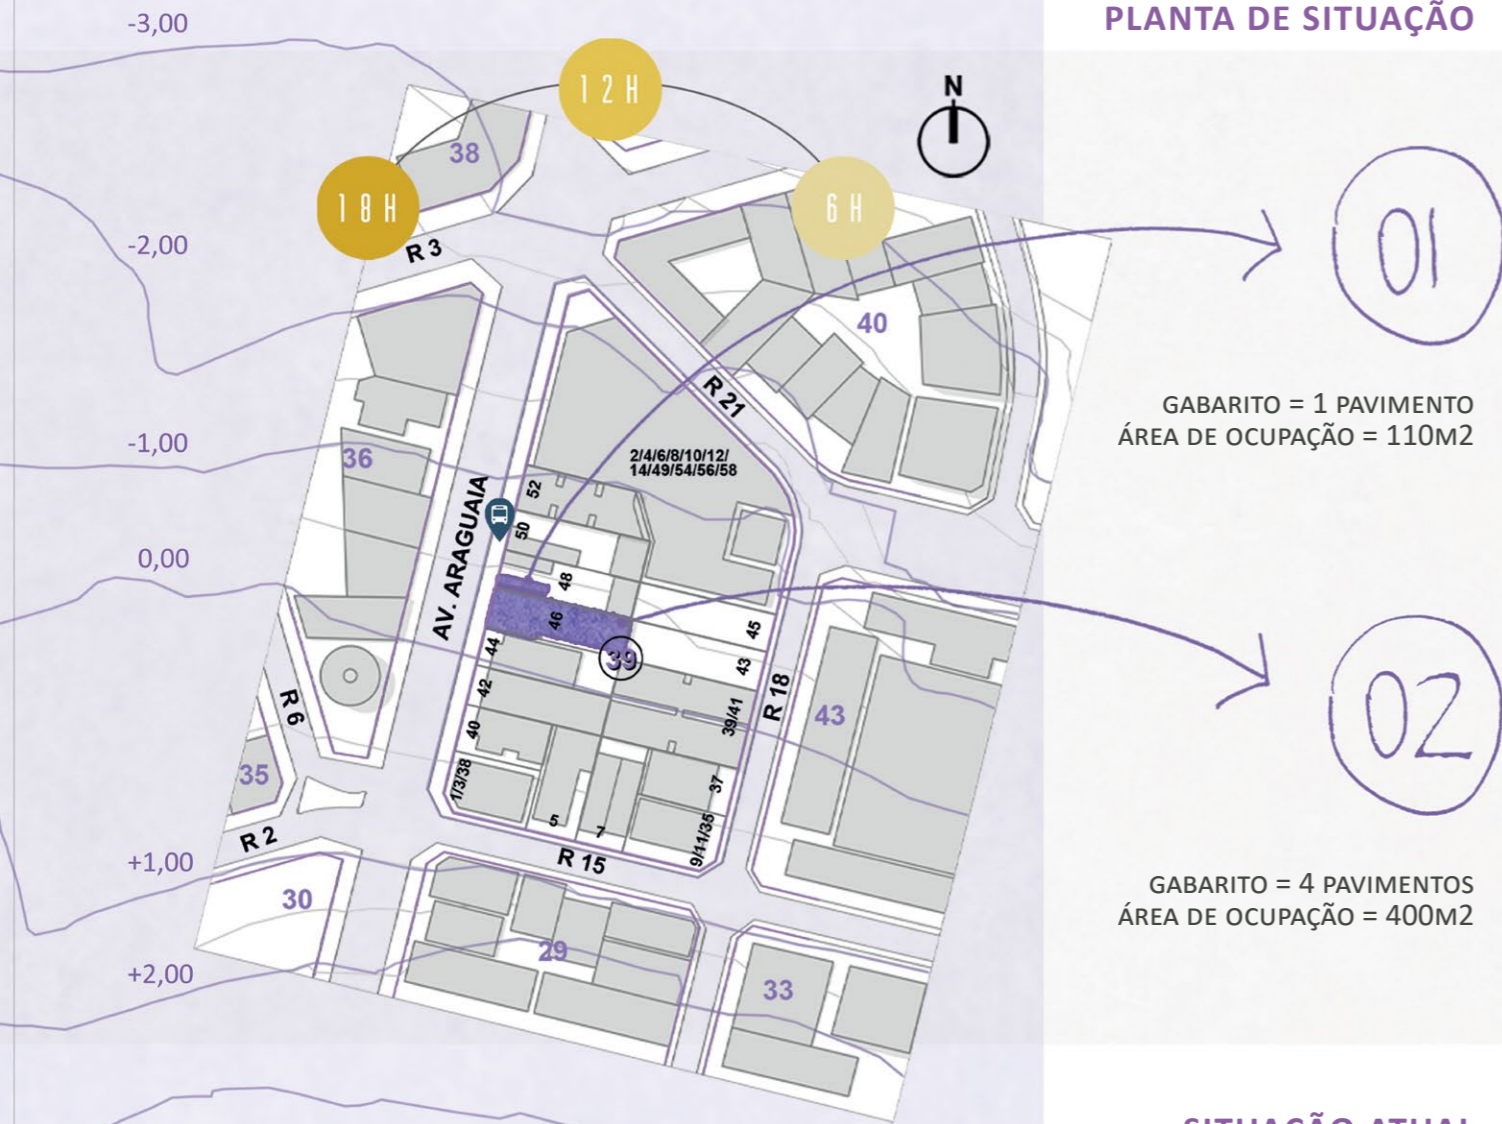 PLANTA DE SITUAÇÃO
-3,00
-2,00
-1,00
0,00
+1,00
+2,00
12H
18H
6H
N
38
R 3
40
36
R 21
2/4/6/8/10/12/
14/49/54/56/58
52
50
AV. ARAGUAIA
48
46
44
39
45
43
42
40
39/41
R 18
43
R 6
1/3/38
37
35
5
7
9/11/35
R 2
R 15
30
29
33
01
GABARITO = 1 PAVIMENTO
ÁREA DE OCUPAÇÃO = 110M2
02
GABARITO = 4 PAVIMENTOS
ÁREA DE OCUPAÇÃO = 400M2
SITUAÇÃO ATUAL